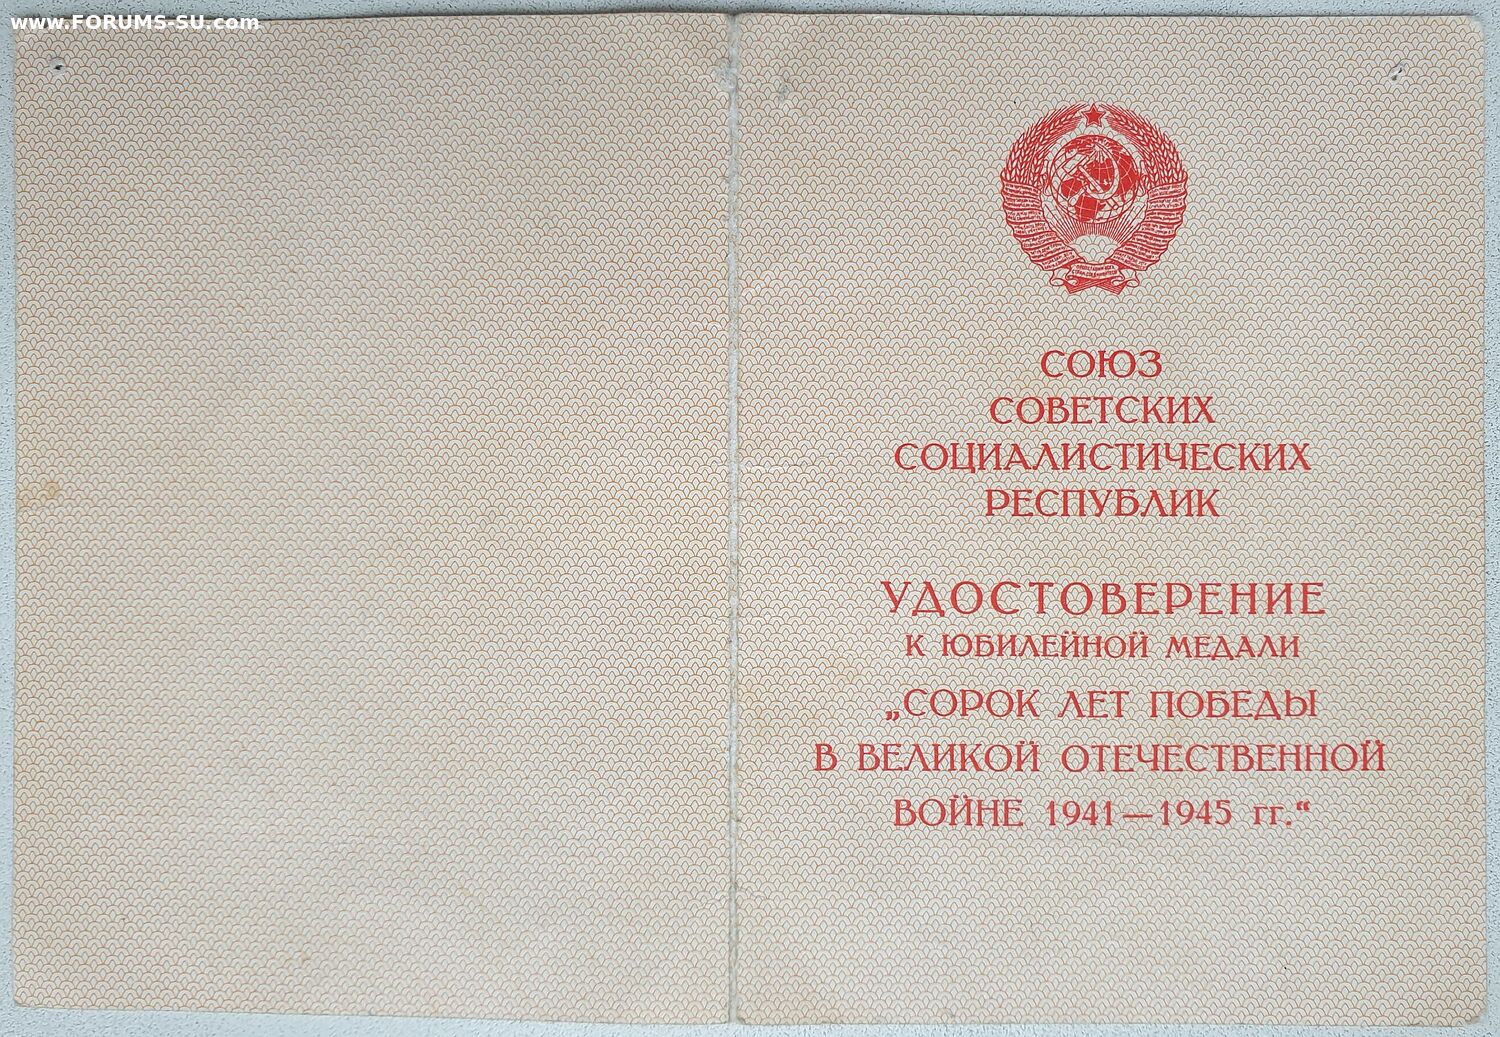 www.FORUMS-SU.com
СОЮЗ
СОВЕТСКИХ
СОЦИАЛИСТИЧЕСКИХ
РЕСПУБЛИК
УДОСТОВЕРЕНИЕ
К ЮБИЛЕЙНОЙ МЕДАЛИ
„СОРОК ЛЕТ ПОБЕДЫ
В ВЕЛИКОЙ ОТЕЧЕСТВЕННОЙ
ВОЙНЕ 1941—1945 гг.“